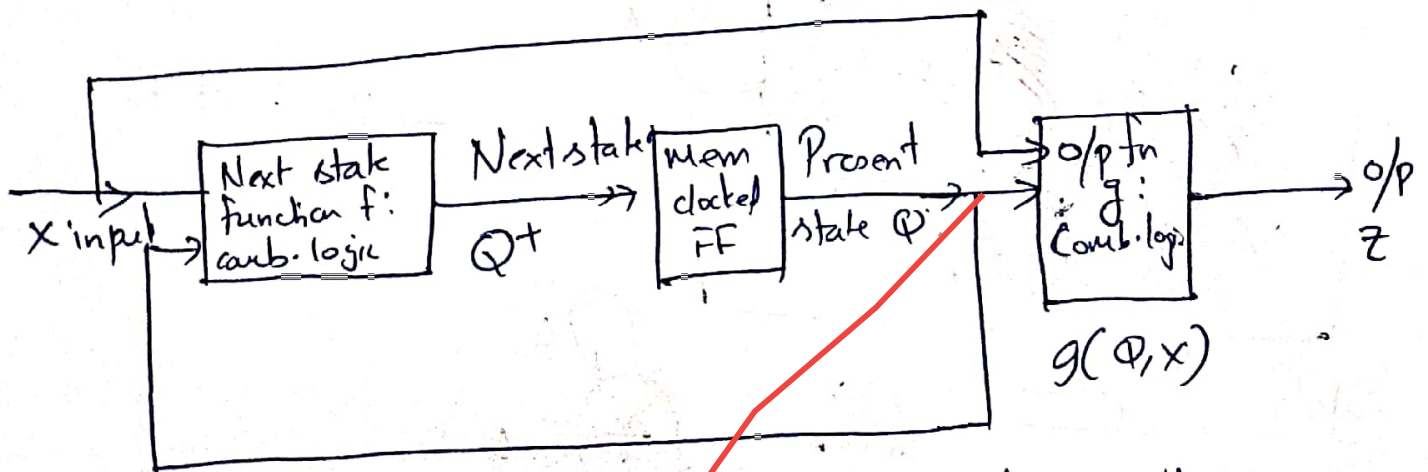 X input
Next state
function f:
comb. logic
Next state
Q+
Mem
clocked
FF
Present
state Q
o/p fn
g:
Comb. logic
g(Q,X)
o/p
Z